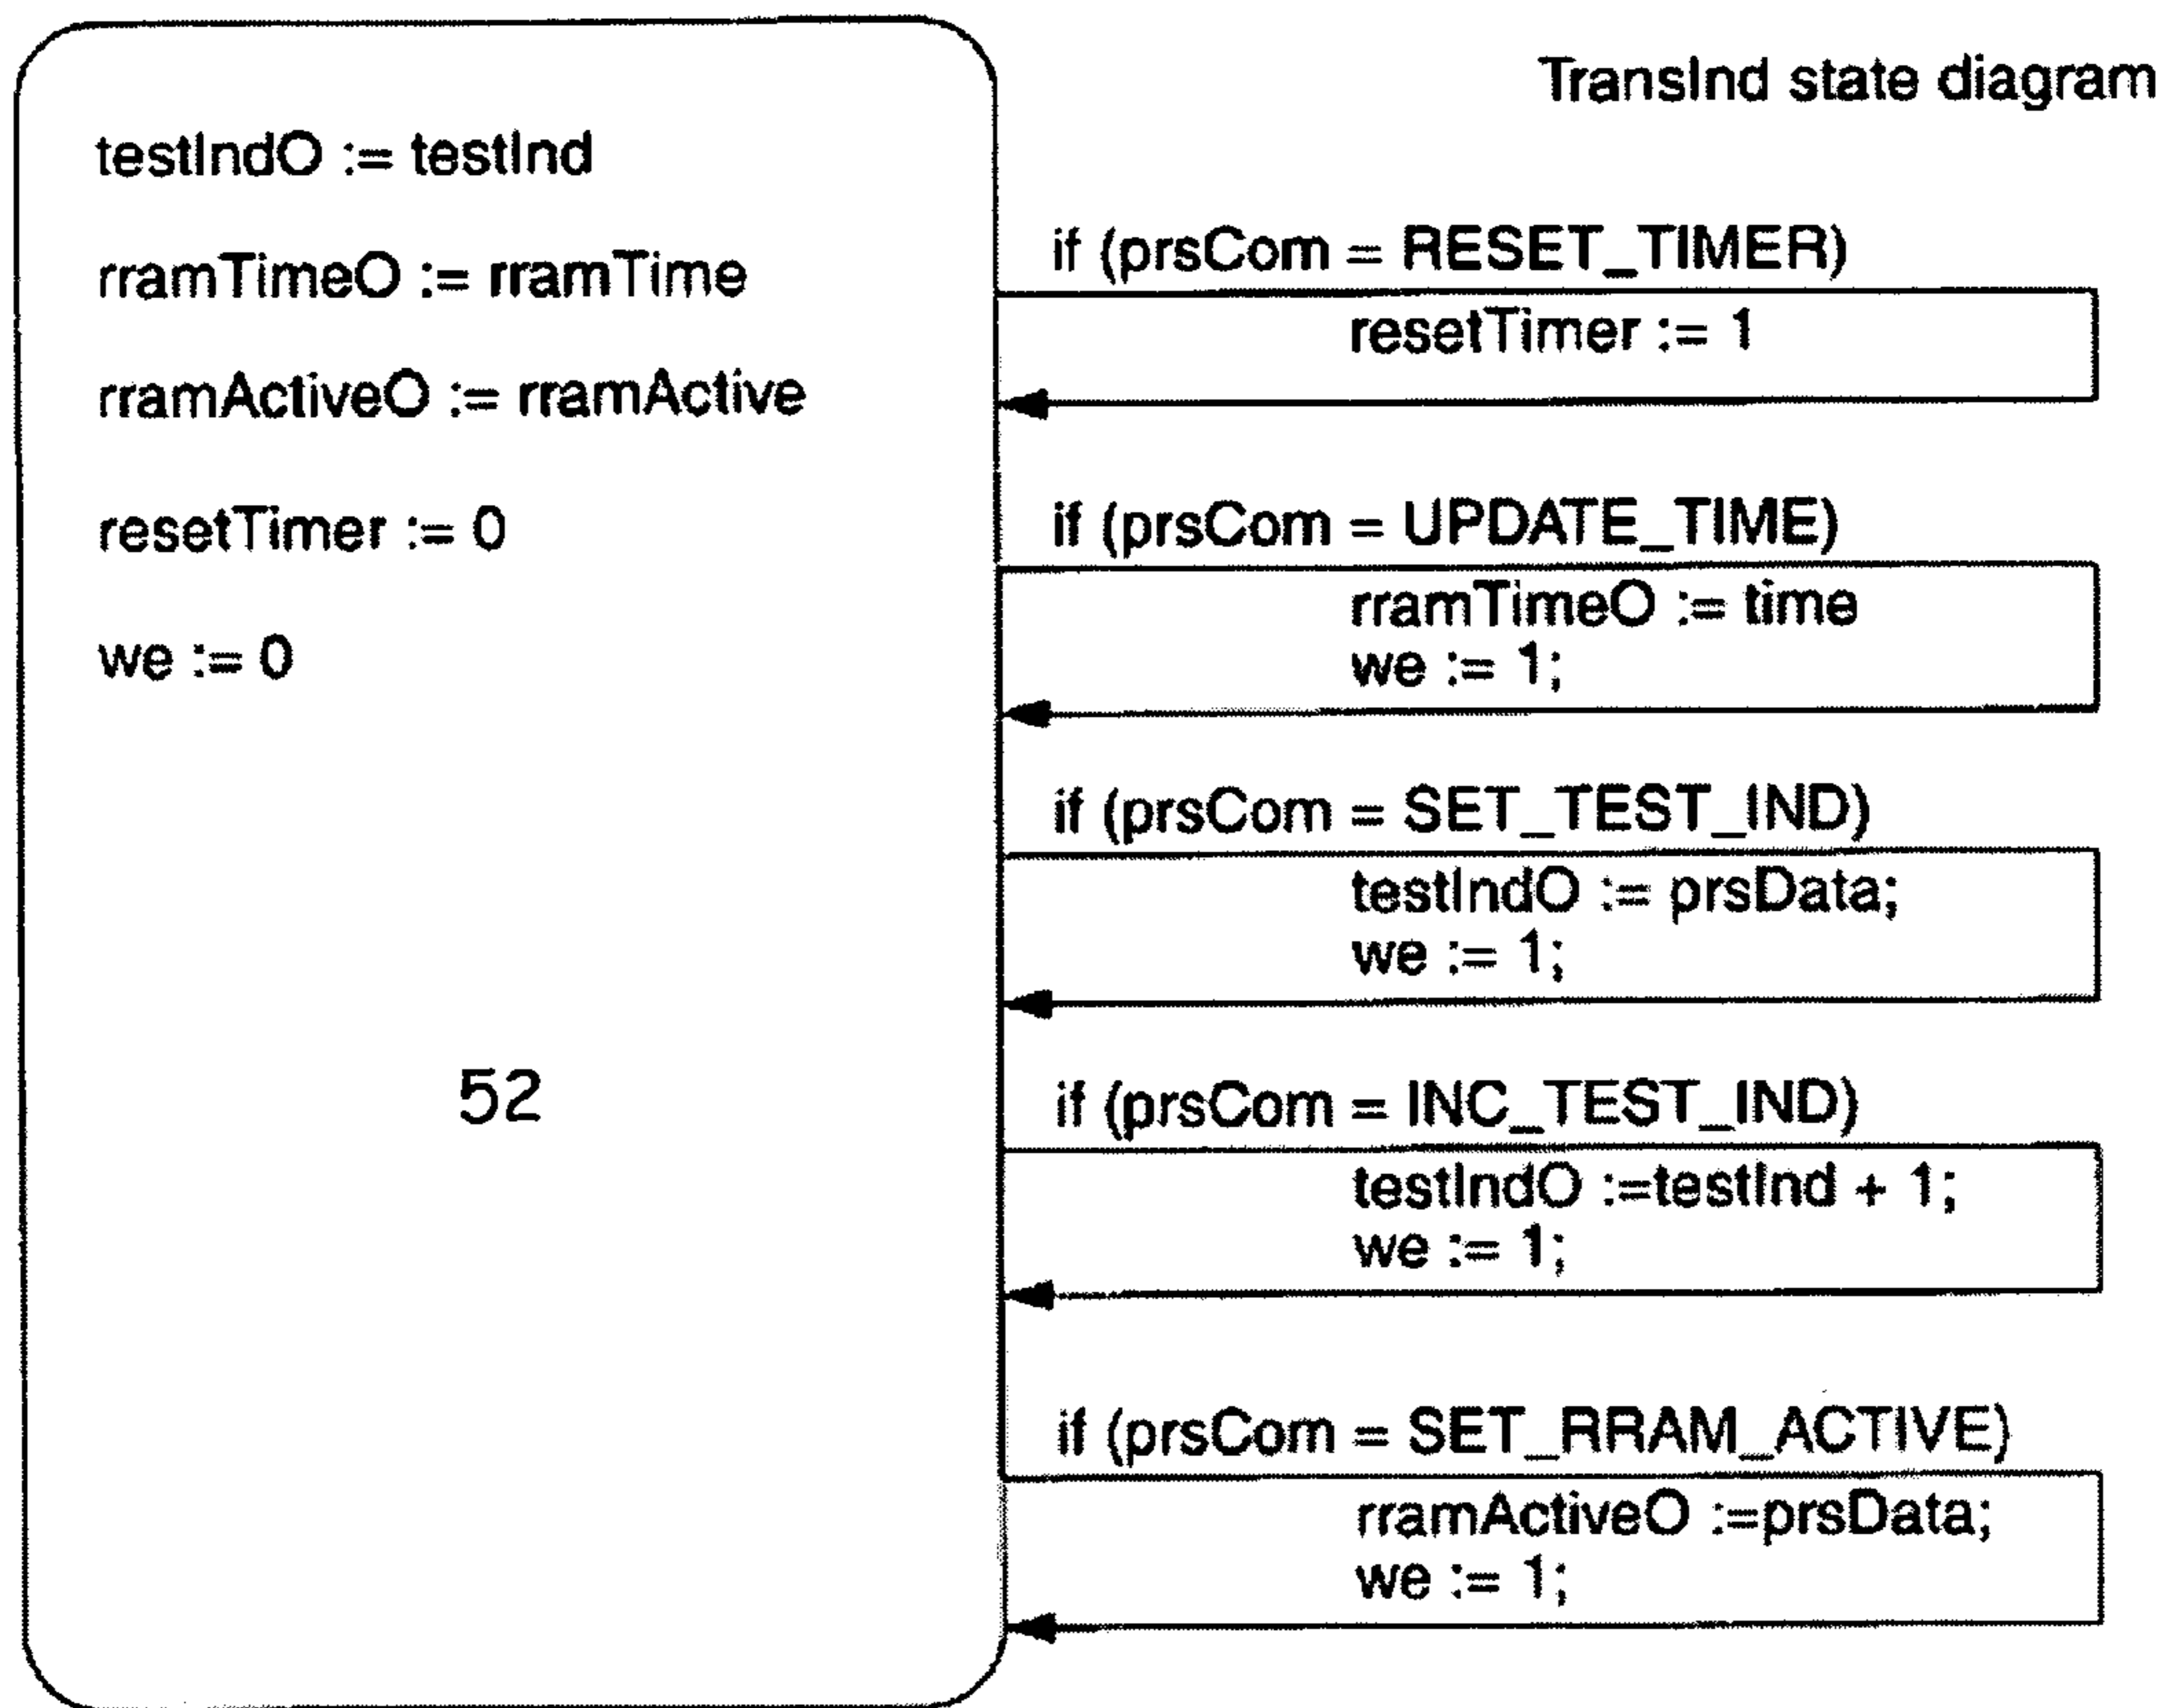 TransInd state diagram
testIndO := testInd
rramTimeO := rramTime
rramActiveO := rramActive
resetTimer := 0
we := 0
52
if (prsCom = RESET_TIMER)
resetTimer := 1
if (prsCom = UPDATE_TIME)
rramTimeO := time
we := 1;
if (prsCom = SET_TEST_IND)
testIndO := prsData;
we := 1;
if (prsCom = INC_TEST_IND)
testIndO :=testInd + 1;
we := 1;
if (prsCom = SET_RRAM_ACTIVE)
rramActiveO :=prsData;
we := 1;